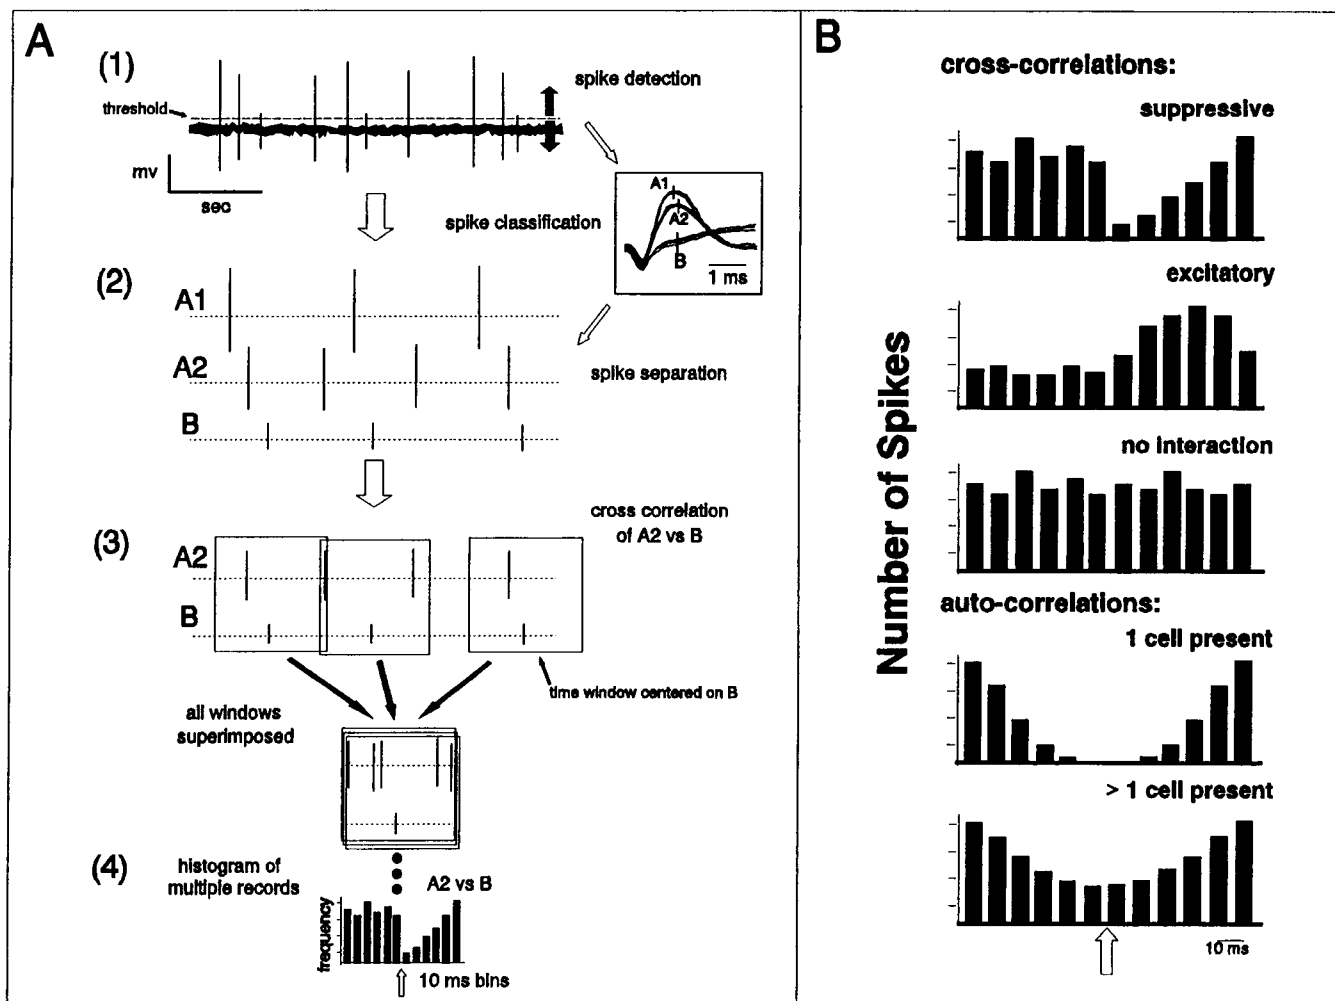 A
(1)
spike detection
threshold
mv
sec
spike classification
A1
A2
B
1 ms
(2)
A1
A2
B
spike separation
cross correlation
of A2 vs B
(3)
A2
B
time window centered on B
all windows
superimposed
(4)
histogram of
multiple records
A2 vs B
frequency
10 ms bins
B
cross-correlations:
suppressive
excitatory
no interaction
Number of Spikes
auto-correlations:
1 cell present
> 1 cell present
10 ms